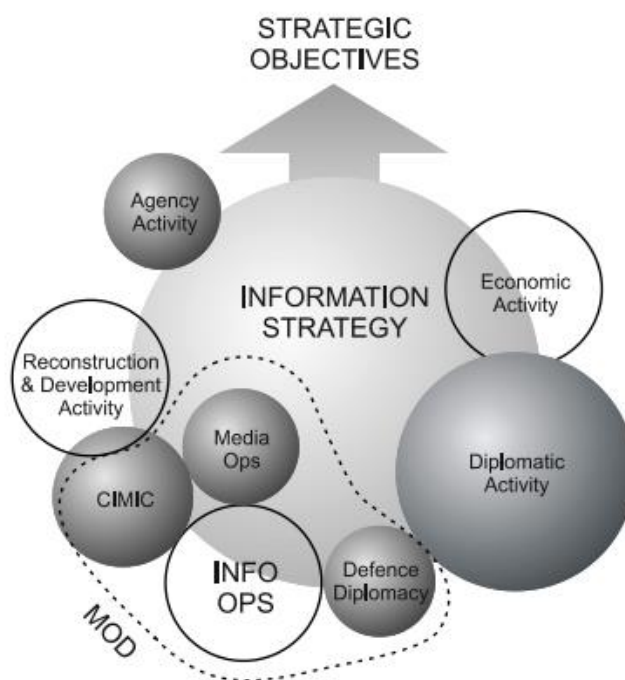 STRATEGIC
OBJECTIVES
Agency
Activity
INFORMATION
STRATEGY
Economic
Activity
Reconstruction
& Development
Activity
Media
Ops
CIMIC
Diplomatic
Activity
INFO
OPS
Defence
Diplomacy
MOD